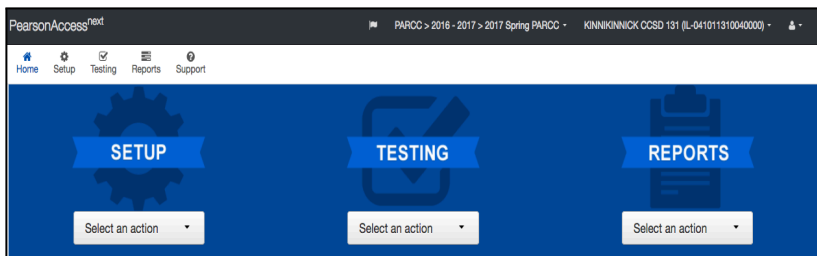 PearsonAccessnext PARCC > 2016 - 2017 > 2017 Spring PARCC KINNIKINNICK CCSD 131 (IL-041011310040000)
Home Setup Testing Reports Support
SETUP TESTING REPORTS
Select an action Select an action Select an action